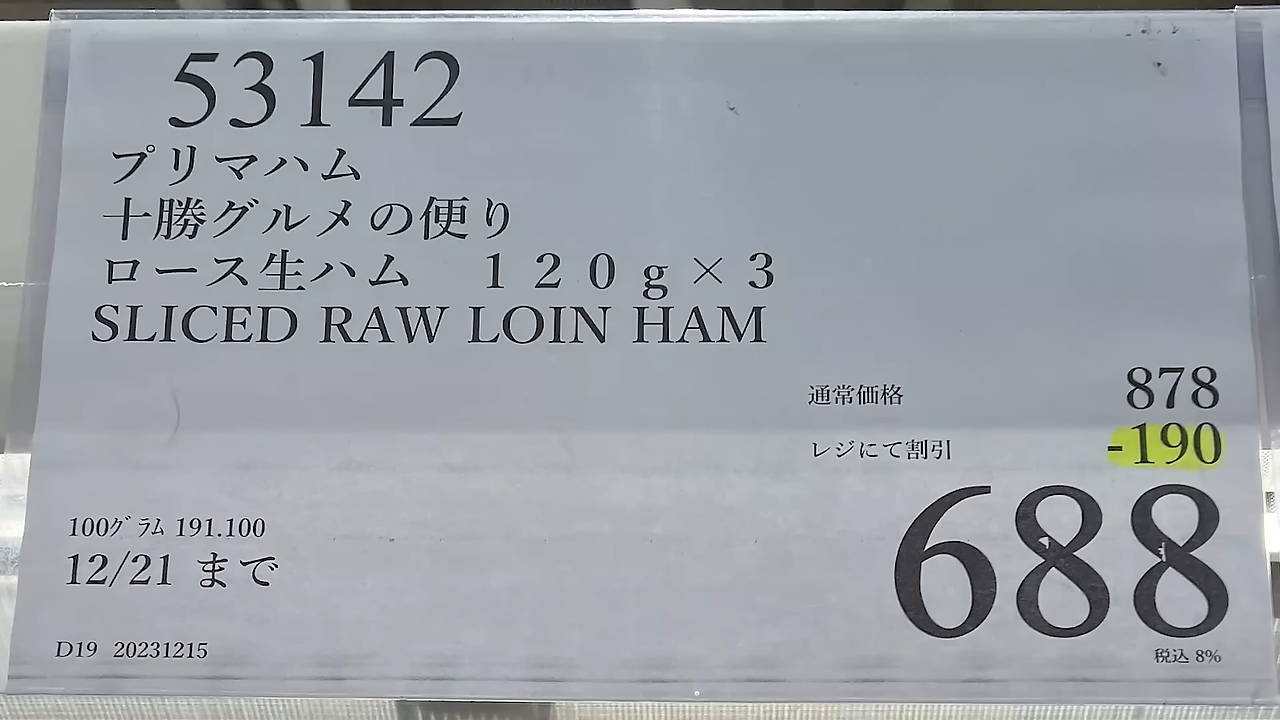 53142
プリマハム
十勝グルメの便り
ロース生ハム　１２０ｇ×３
SLICED RAW LOIN HAM
通常価格 878
レジにて割引 -190
688
税込 8%
100ｸﾞﾗﾑ 191.100
12/21 まで
D19 20231215